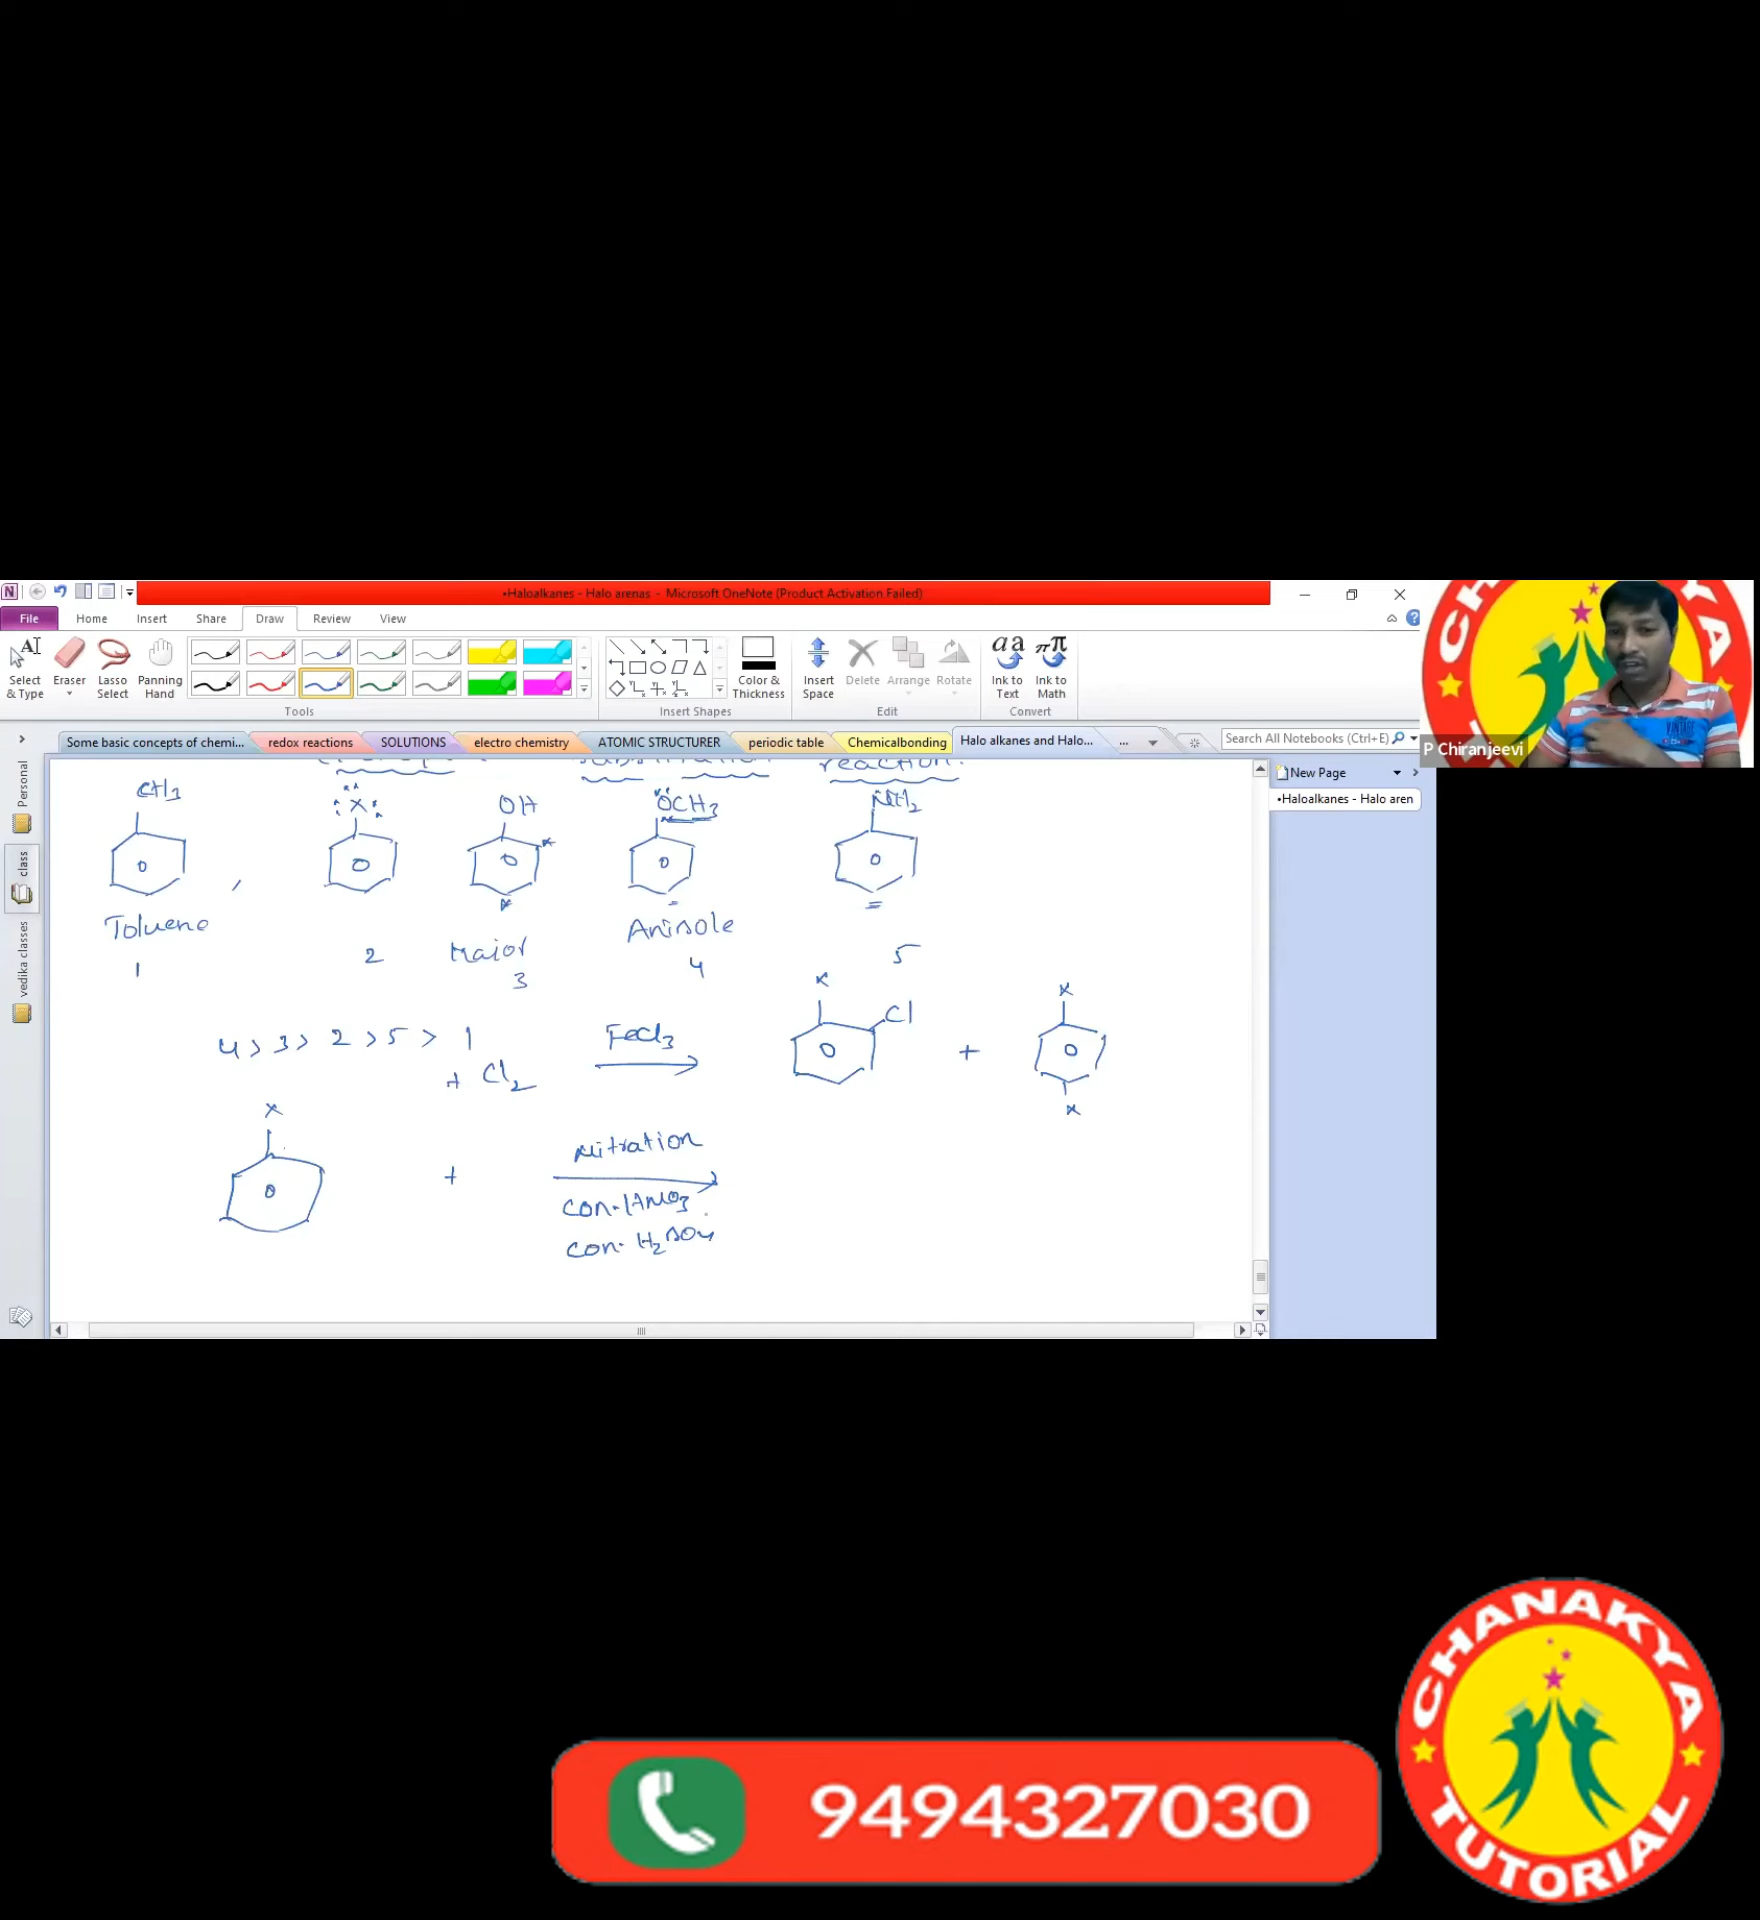 •Haloalkanes - Halo arenas - Microsoft OneNote (Product Activation Failed)
File Home Insert Share Draw Review View
Select & Type
Eraser
Lasso Select
Panning Hand
Tools
Insert Shapes
Color & Thickness
Insert Space
Delete
Arrange
Rotate
Edit
Ink to Text
Ink to Math
Convert
P Chiranjeevi
Some basic concepts of chemi... redox reactions SOLUTIONS electro chemistry ATOMIC STRUCTURER periodic table Chemicalbonding Halo alkanes and Halo... ...
Search All Notebooks (Ctrl+E)
New Page
•Haloalkanes - Halo aren
Personal
class
vedika classes
substitution reaction.
CH3 X OH OCH3 NH2
Toluene , Anisole
1 2 Major 3 4 5
4 > 3 > 2 > 5 > 1
+ Cl2 FeCl3 X Cl + X X
X + Nitration
con. HNO3
con. H2SO4
CHANAKYA
TUTORIAL
9494327030